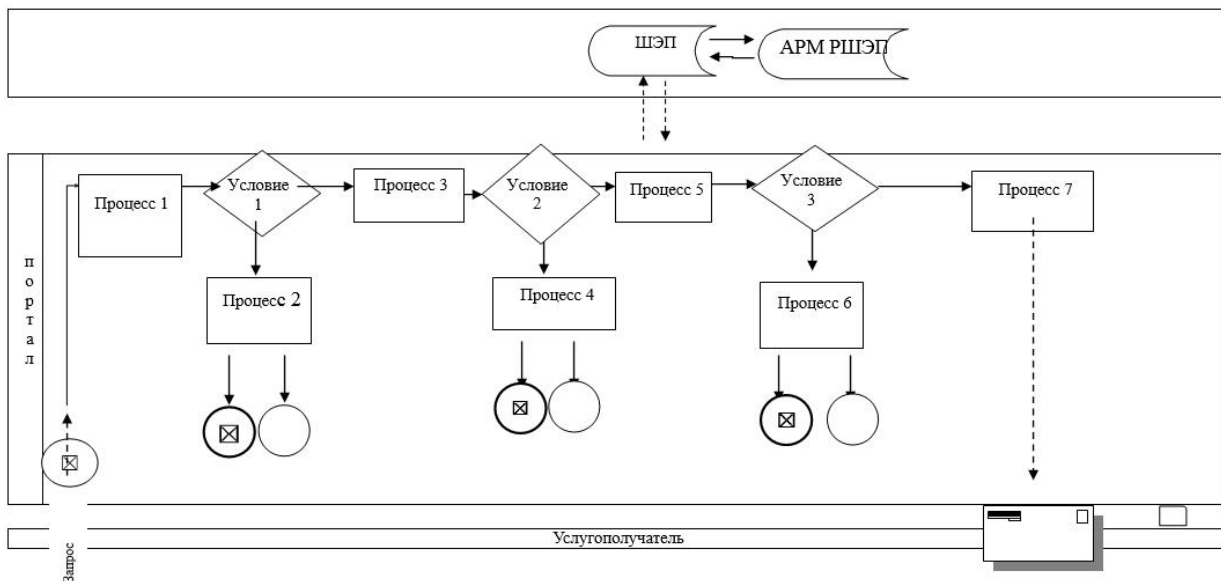 ШЭП
АРМ РШЭП
портал
Процесс 1
Условие
1
Процесс 3
Условие
2
Процесс 5
Условие
3
Процесс 7
Процесс 2
Процесс 4
Процесс 6
Запрос
Услугополучатель